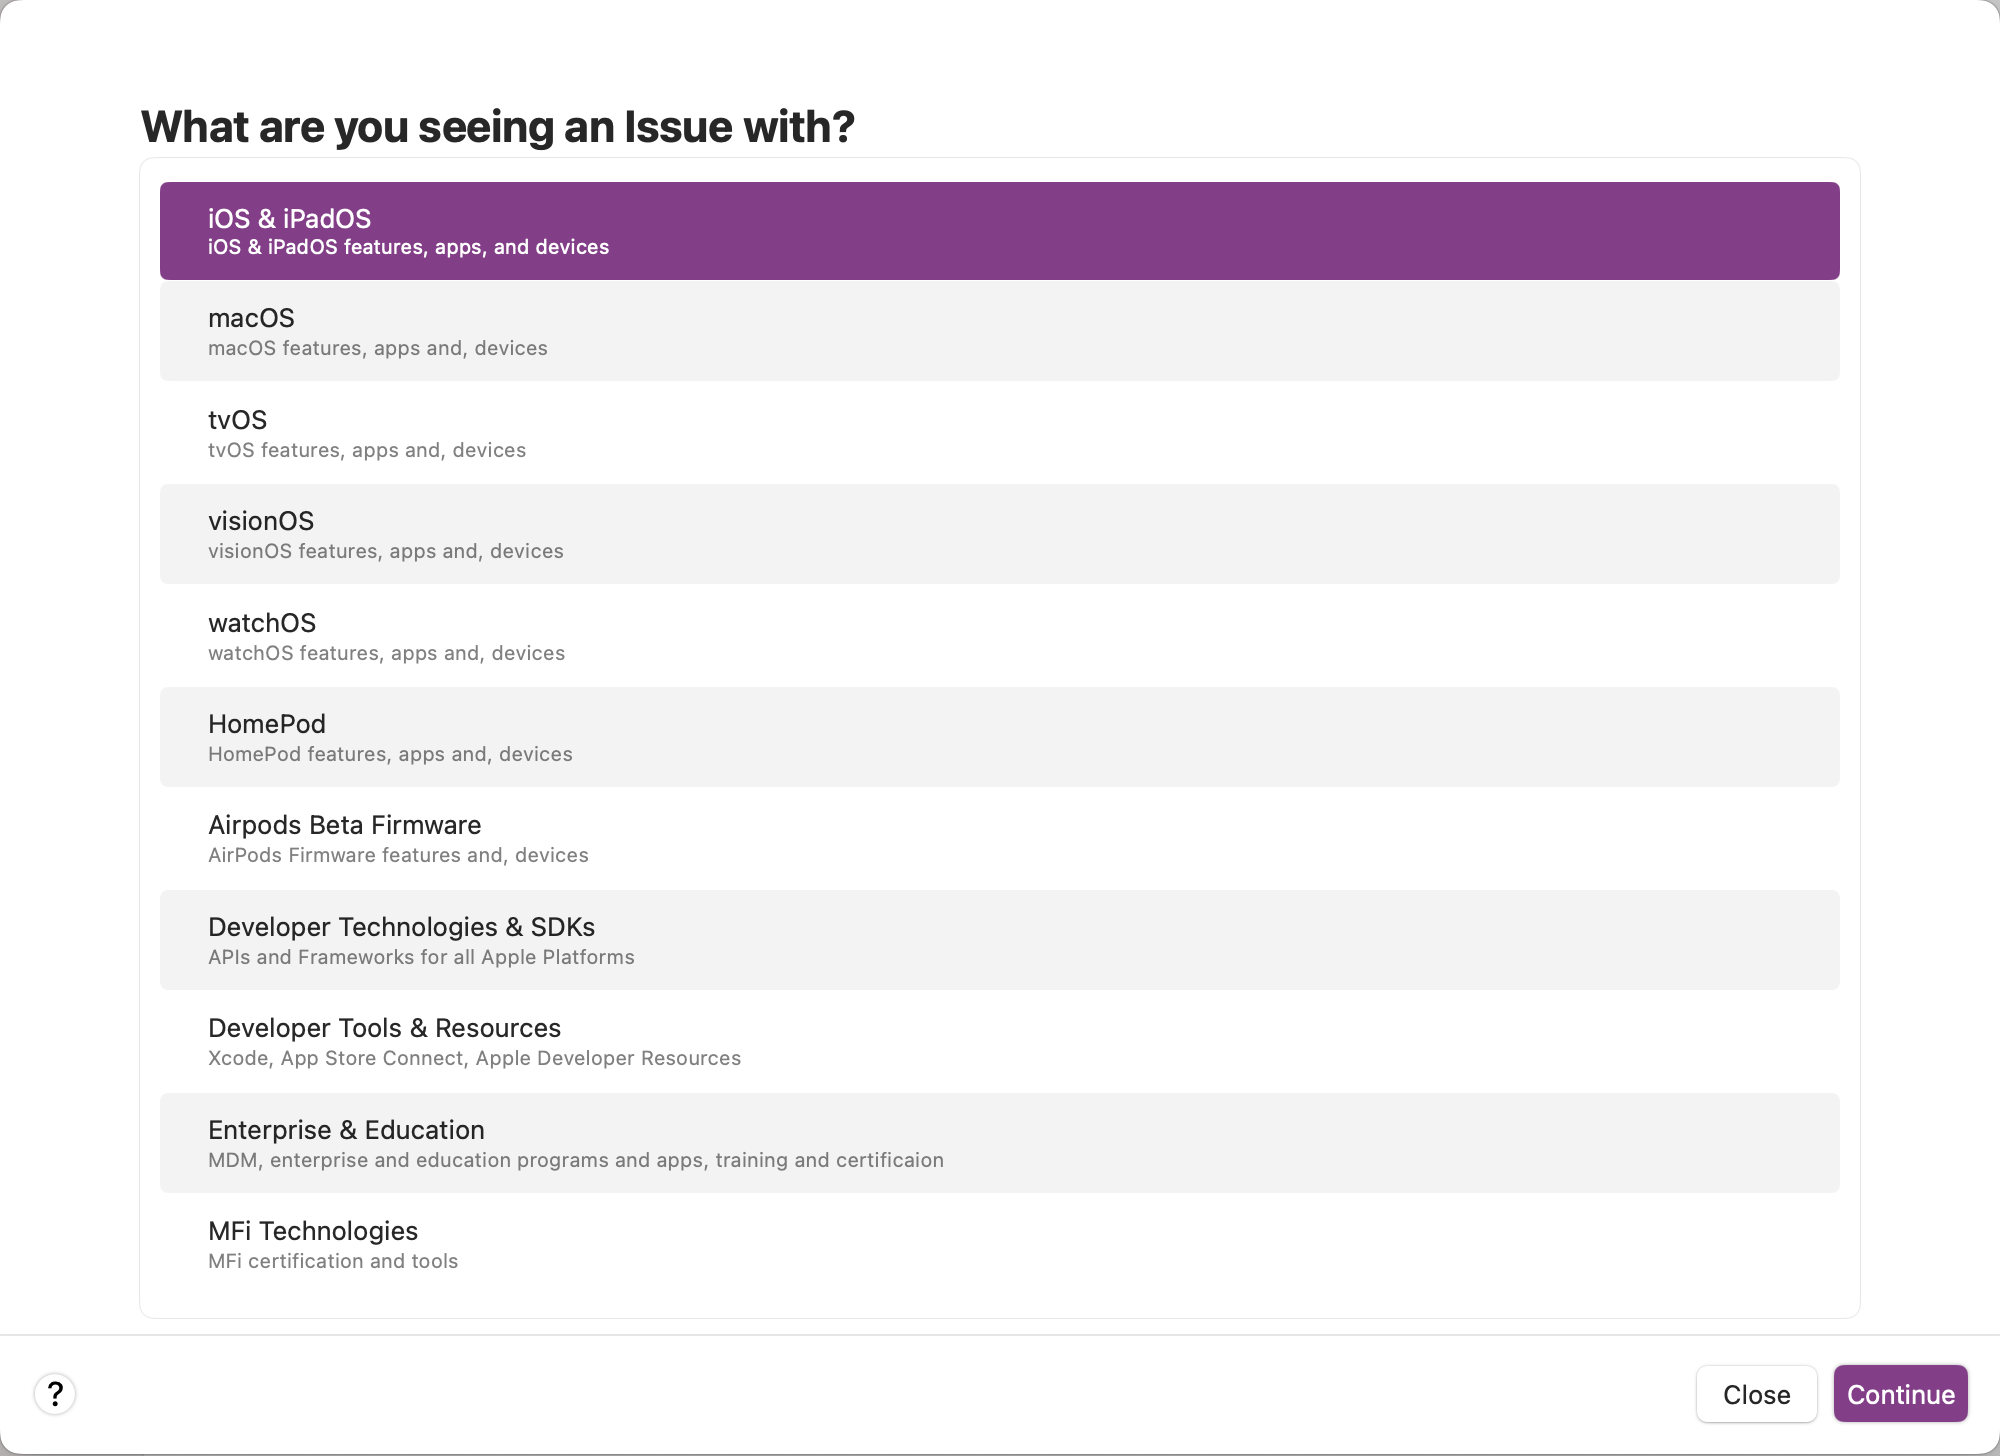 What are you seeing an Issue with?
iOS & iPadOS
iOS & iPadOS features, apps, and devices
macOS
macOS features, apps and, devices
tvOS
tvOS features, apps and, devices
visionOS
visionOS features, apps and, devices
watchOS
watchOS features, apps and, devices
HomePod
HomePod features, apps and, devices
Airpods Beta Firmware
AirPods Firmware features and, devices
Developer Technologies & SDKs
APIs and Frameworks for all Apple Platforms
Developer Tools & Resources
Xcode, App Store Connect, Apple Developer Resources
Enterprise & Education
MDM, enterprise and education programs and apps, training and certificaion
MFi Technologies
MFi certification and tools
?
Close
Continue